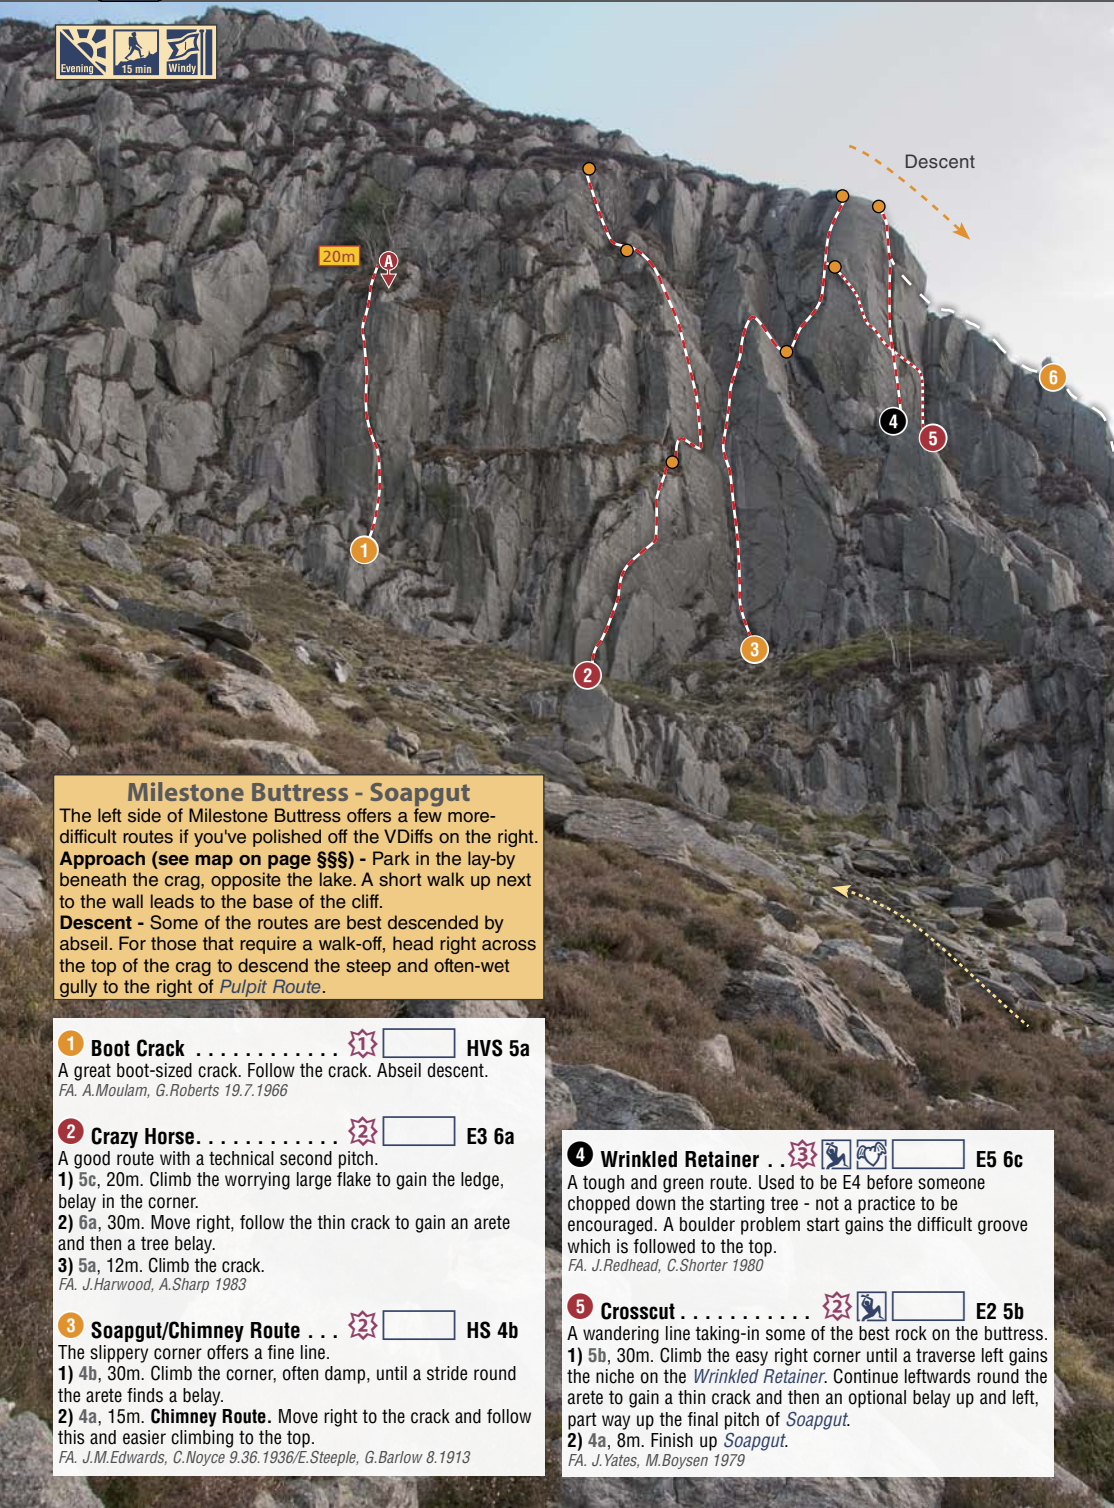 Evening
15 min
Windy
Descent
20m
A
6
4
5
1
3
2
Milestone Buttress - Soapgut
The left side of Milestone Buttress offers a few more-
difficult routes if you've polished off the VDiffs on the right.
Approach (see map on page §§§) - Park in the lay-by
beneath the crag, opposite the lake. A short walk up next
to the wall leads to the base of the cliff.
Descent - Some of the routes are best descended by
abseil. For those that require a walk-off, head right across
the top of the crag to descend the steep and often-wet
gully to the right of Pulpit Route.
1 Boot Crack . . . . . . . . . . . . 1 HVS 5a
A great boot-sized crack. Follow the crack. Abseil descent.
FA. A.Moulam, G.Roberts 19.7.1966
2 Crazy Horse. . . . . . . . . . . . 2 E3 6a
A good route with a technical second pitch.
1) 5c, 20m. Climb the worrying large flake to gain the ledge,
belay in the corner.
2) 6a, 30m. Move right, follow the thin crack to gain an arete
and then a tree belay.
3) 5a, 12m. Climb the crack.
FA. J.Harwood, A.Sharp 1983
3 Soapgut/Chimney Route . . . 2 HS 4b
The slippery corner offers a fine line.
1) 4b, 30m. Climb the corner, often damp, until a stride round
the arete finds a belay.
2) 4a, 15m. Chimney Route. Move right to the crack and follow
this and easier climbing to the top.
FA. J.M.Edwards, C.Noyce 9.36.1936/E.Steeple, G.Barlow 8.1913
4 Wrinkled Retainer . . 3 E5 6c
A tough and green route. Used to be E4 before someone
chopped down the starting tree - not a practice to be
encouraged. A boulder problem start gains the difficult groove
which is followed to the top.
FA. J.Redhead, C.Shorter 1980
5 Crosscut . . . . . . . . . . . 2 E2 5b
A wandering line taking-in some of the best rock on the buttress.
1) 5b, 30m. Climb the easy right corner until a traverse left gains
the niche on the Wrinkled Retainer. Continue leftwards round the
arete to gain a thin crack and then an optional belay up and left,
part way up the final pitch of Soapgut.
2) 4a, 8m. Finish up Soapgut.
FA. J.Yates, M.Boysen 1979